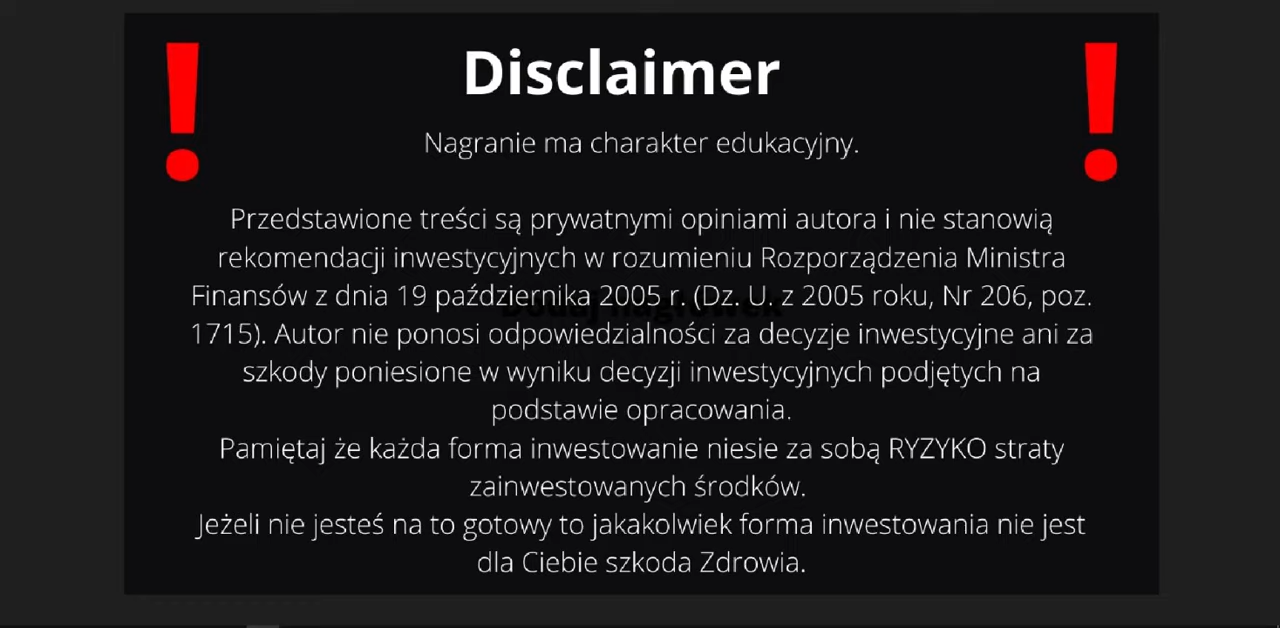 Disclaimer
Nagranie ma charakter edukacyjny.
Przedstawione treści są prywatnymi opiniami autora i nie stanowią
rekomendacji inwestycyjnych w rozumieniu Rozporządzenia Ministra
Finansów z dnia 19 października 2005 r. (Dz. U. z 2005 roku, Nr 206, poz.
1715). Autor nie ponosi odpowiedzialności za decyzje inwestycyjne ani za
szkody poniesione w wyniku decyzji inwestycyjnych podjętych na
podstawie opracowania.
Pamiętaj że każda forma inwestowanie niesie za sobą RYZYKO straty
zainwestowanych środków.
Jeżeli nie jesteś na to gotowy to jakakolwiek forma inwestowania nie jest
dla Ciebie szkoda Zdrowia.